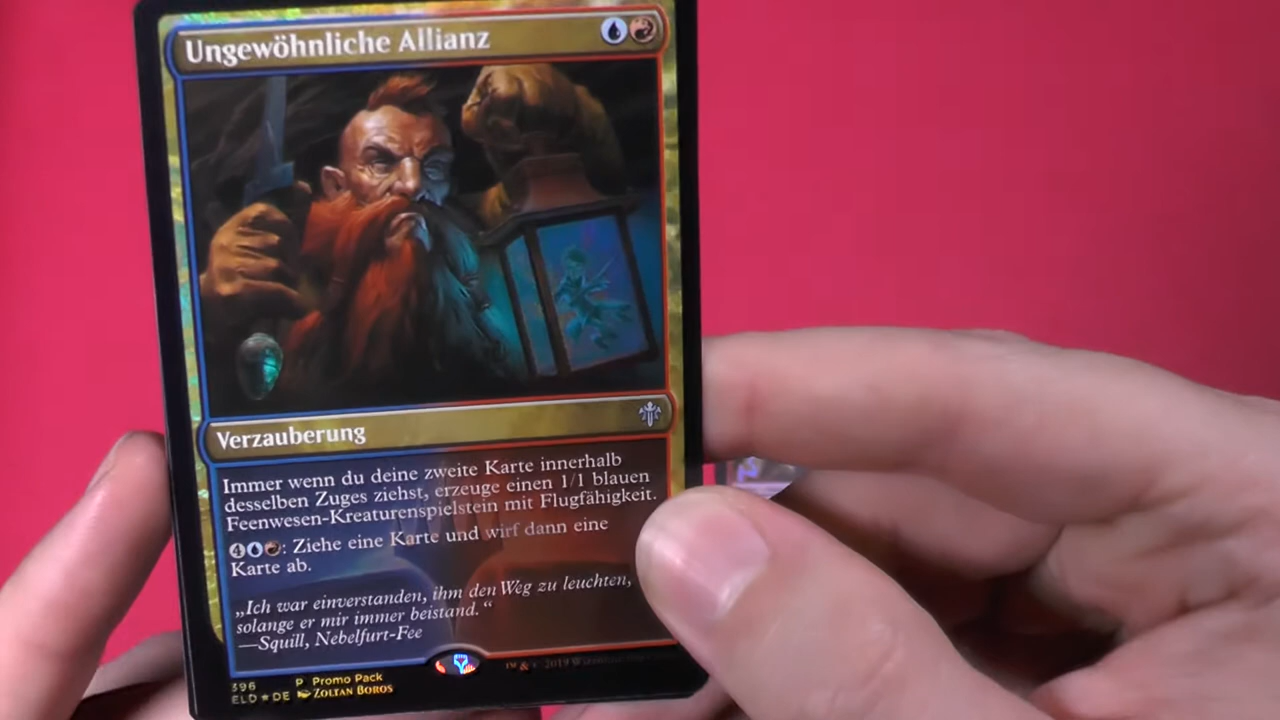 Ungewöhnliche Allianz
Verzauberung
Immer wenn du deine zweite Karte innerhalb
desselben Zuges ziehst, erzeuge einen 1/1 blauen
Feenwesen-Kreaturenspielstein mit Flugfähigkeit.
4: Ziehe eine Karte und wirf dann eine
Karte ab.
„Ich war einverstanden, ihm den Weg zu leuchten,
solange er mir immer beistand.“
—Squill, Nebelfurt-Fee
396 P Promo Pack
ELD ★ DE Zoltan Boros
™ & © 2019